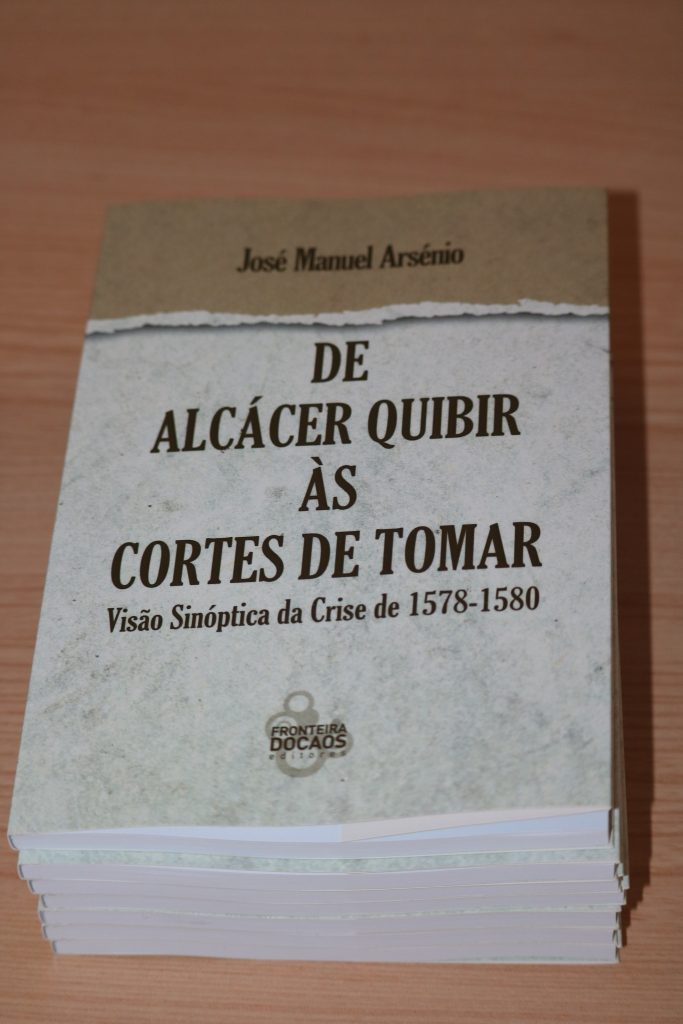 José Manuel Arsénio
DE
ALCÁCER QUIBIR
ÀS
CORTES DE TOMAR
Visão Sinóptica da Crise de 1578-1580
FRONTEIRA
DOCAOS
editores